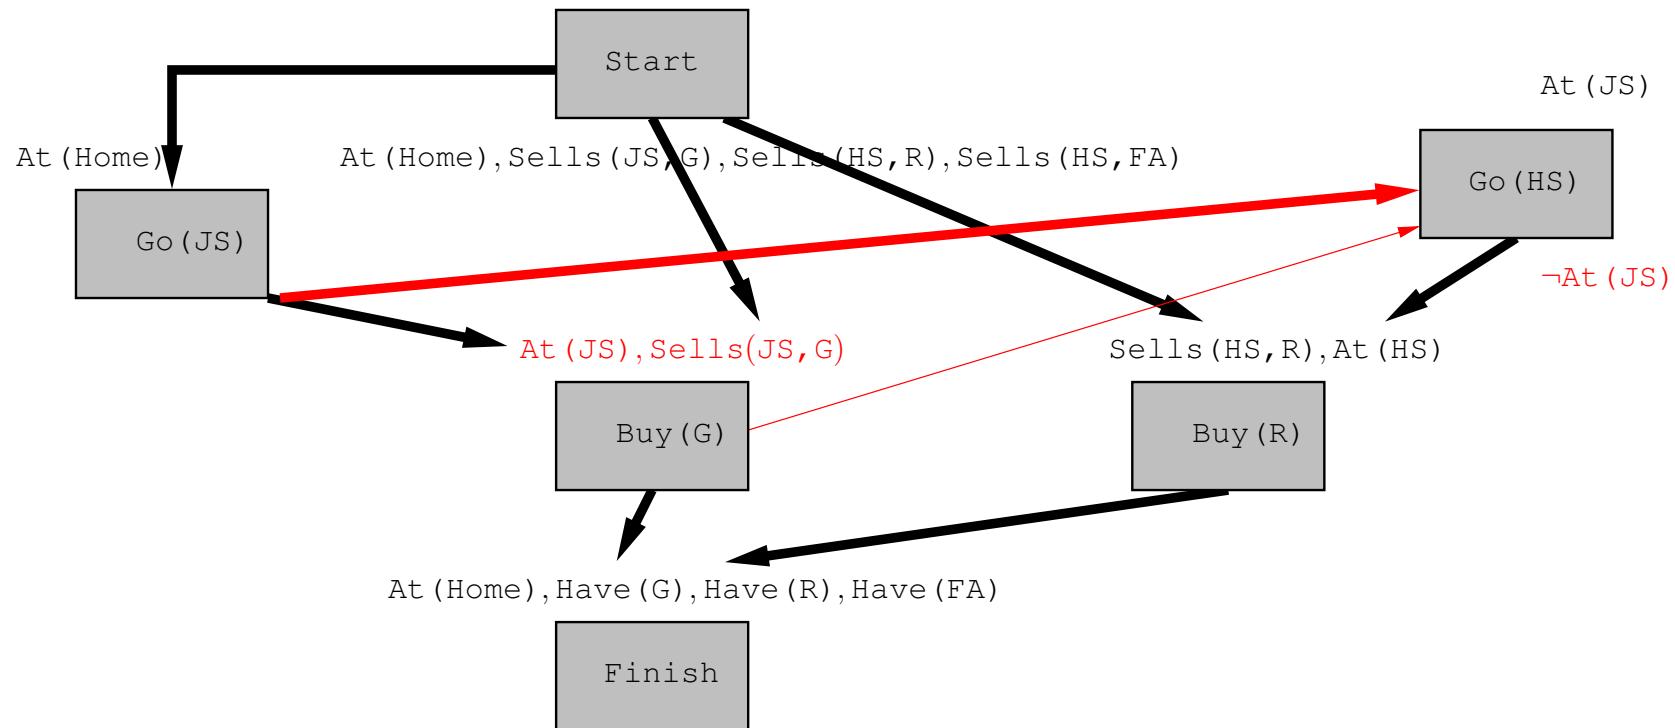 Start
At(JS)
At(Home)
At(Home),Sells(JS,G),Sells(HS,R),Sells(HS,FA)
Go(HS)
Go(JS)
¬At(JS)
At(JS),Sells(JS,G)
Sells(HS,R),At(HS)
Buy(G)
Buy(R)
At(Home),Have(G),Have(R),Have(FA)
Finish